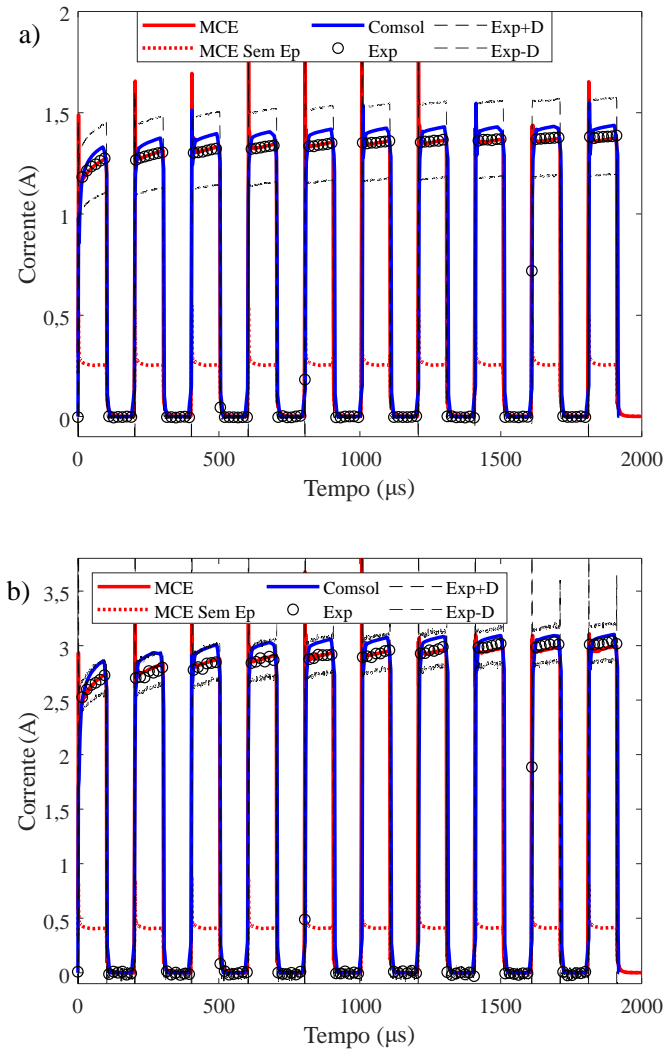 a)
MCE
Comsol
Exp+D
MCE Sem Ep
Exp
Exp-D
2
1.5
1
0,5
0
Corrente (A)
0
500
1000
1500
2000
Tempo (μs)
b)
MCE
Comsol
Exp+D
MCE Sem Ep
Exp
Exp-D
3,5
3.0
2.5
2
1.5
1
0.5
0
Corrente (A)
0
500
1000
1500
2000
Tempo (μs)